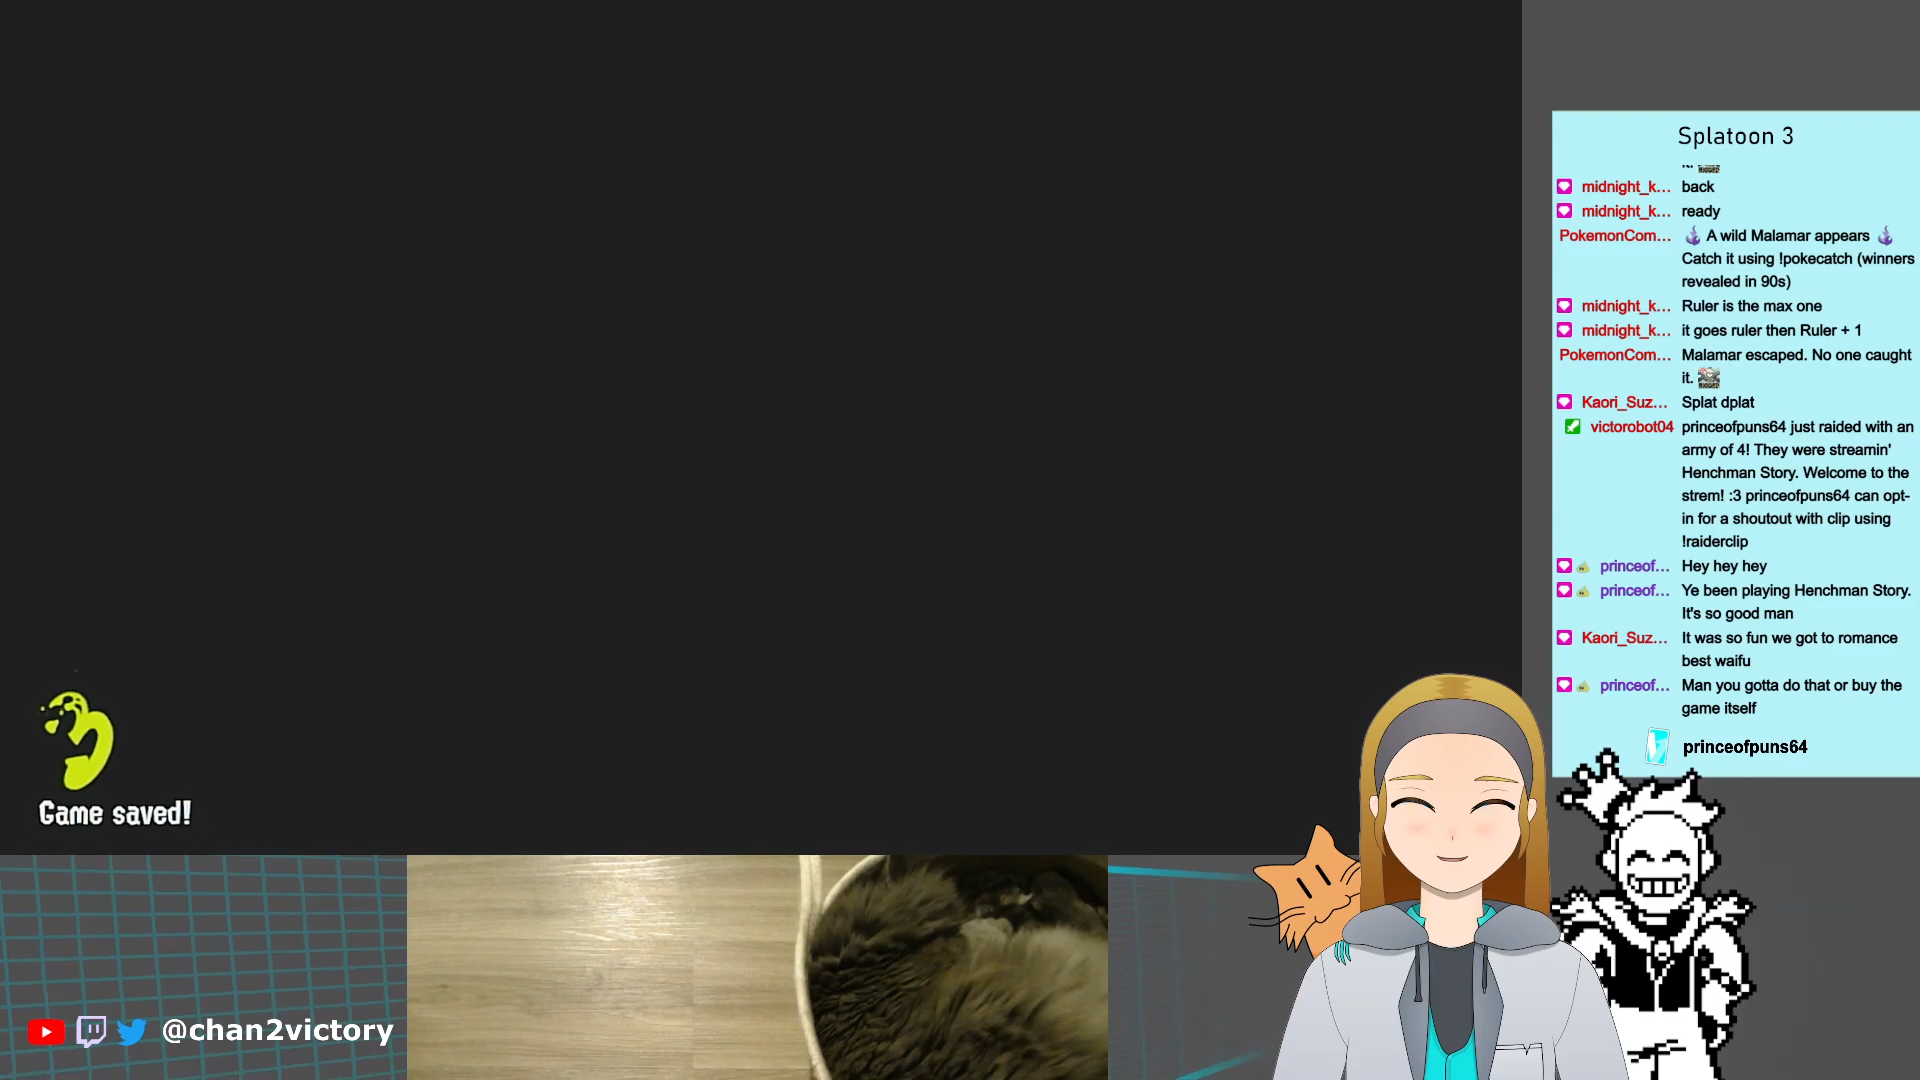 Splatoon 3
midnight_k... back
midnight_k... ready
PokemonCom... A wild Malamar appears
Catch it using !pokecatch (winners
revealed in 90s)
midnight_k... Ruler is the max one
midnight_k... it goes ruler then Ruler + 1
PokemonCom... Malamar escaped. No one caught
it.
Kaori_Suz... Splat dplat
victorobot04 princeofpuns64 just raided with an
army of 4! They were streamin'
Henchman Story. Welcome to the
strem! :3 princeofpuns64 can opt-
in for a shoutout with clip using
!raiderclip
princeof... Hey hey hey
princeof... Ye been playing Henchman Story.
It's so good man
Kaori_Suz... It was so fun we got to romance
best waifu
princeof... Man you gotta do that or buy the
game itself
princeofpuns64
Game saved!
@chan2victory